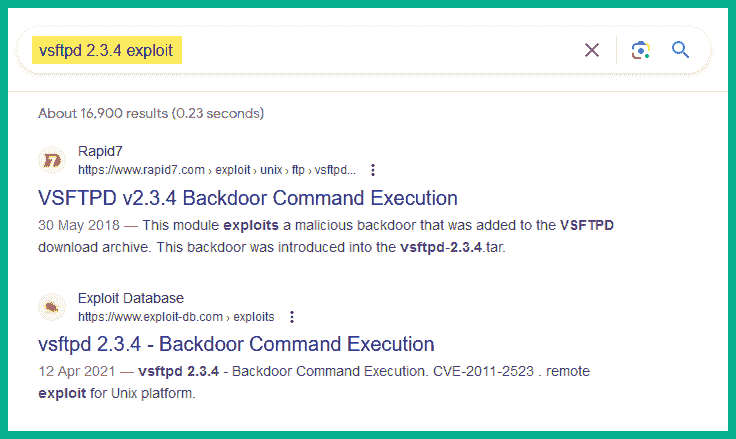 vsftpd 2.3.4 exploit
About 16,900 results (0.23 seconds)
Rapid7
https://www.rapid7.com › exploit › unix › ftp › vsftpd...
VSFTPD v2.3.4 Backdoor Command Execution
30 May 2018 — This module exploits a malicious backdoor that was added to the VSFTPD
download archive. This backdoor was introduced into the vsftpd-2.3.4.tar.
Exploit Database
https://www.exploit-db.com › exploits
vsftpd 2.3.4 - Backdoor Command Execution
12 Apr 2021 — vsftpd 2.3.4 - Backdoor Command Execution. CVE-2011-2523 . remote
exploit for Unix platform.